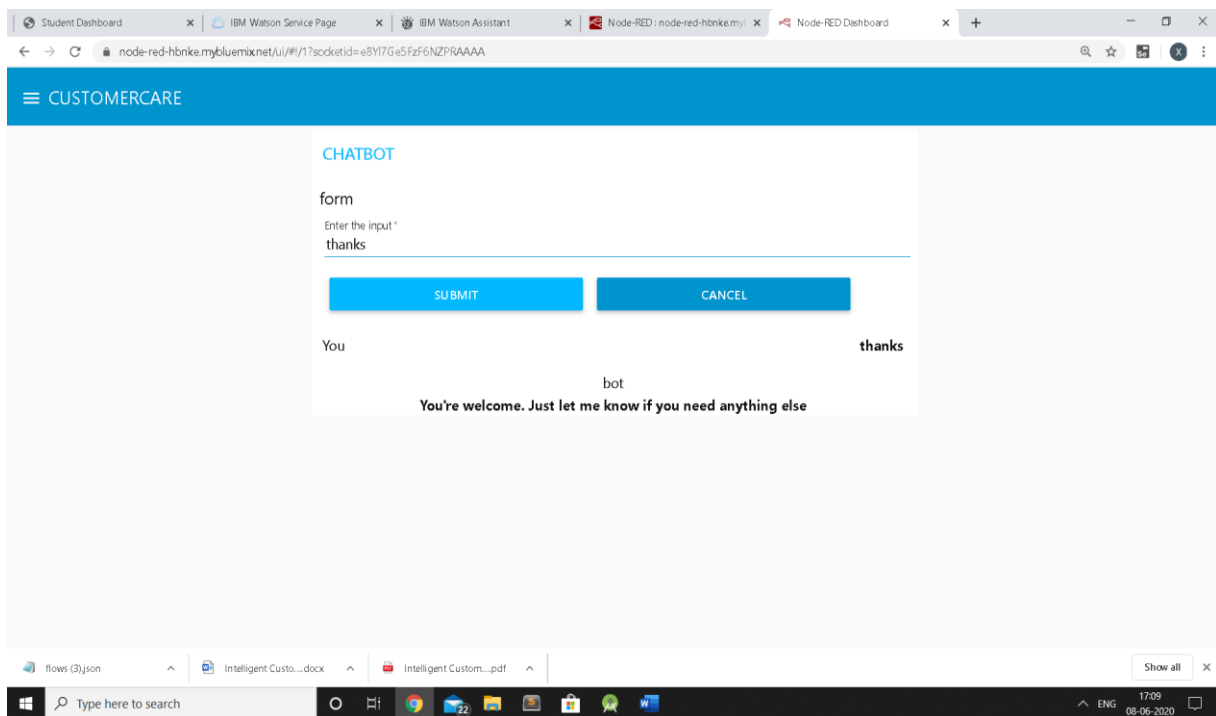 Student Dashboard IBM Watson Service Page IBM Watson Assistant Node-RED : node-red-hbnke.my Node-RED Dashboard
node-red-hbnke.mybluemix.net/ui/#!/1?socketid=e8Yl7Ge5FzF6NZPRAAAA
CUSTOMERCARE
CHATBOT
form
Enter the input *
thanks
SUBMIT CANCEL
You thanks
bot
You're welcome. Just let me know if you need anything else
flows (3).json Intelligent Custo....docx Intelligent Custom....pdf Show all
Type here to search 22 ENG 17:09
08-06-2020